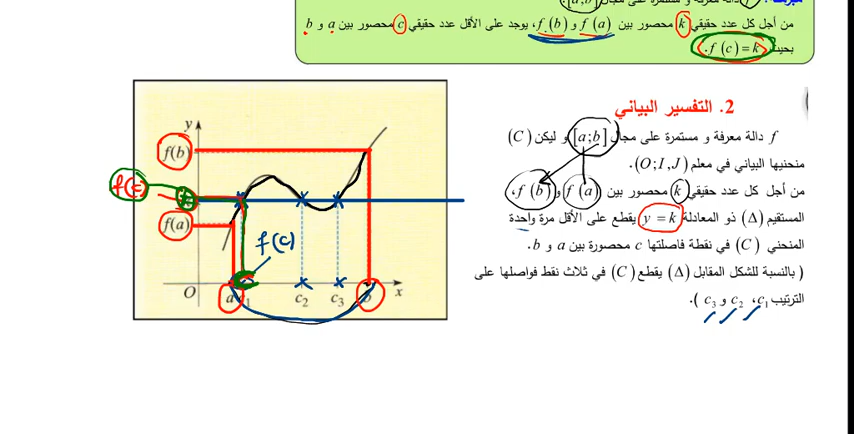 دالة معرفة و مستمرة على مجال [a;b].
من أجل كل عدد حقيقي k محصور بين f(a) و f(b)، يوجد على الأقل عدد حقيقي c محصور بين a و b
بحيث f(c)=k.
2. التفسير البياني
f دالة معرفة و مستمرة على مجال [a;b] و ليكن (C)
منحنيها البياني في معلم (O;I,J).
من أجل كل عدد حقيقي k محصور بين f(a) و f(b)،
المستقيم (Δ) ذو المعادلة y=k يقطع على الأقل مرة واحدة
المنحني (C) في نقطة فاصلتها c محصورة بين a و b.
( بالنسبة للشكل المقابل (Δ) يقطع (C) في ثلاث نقط فواصلها على
الترتيب c₁، c₂ و c₃ ).
y
f(b)
f(c)
f(a)
f(c)
O
a
c₁
c₂
c₃
b
x